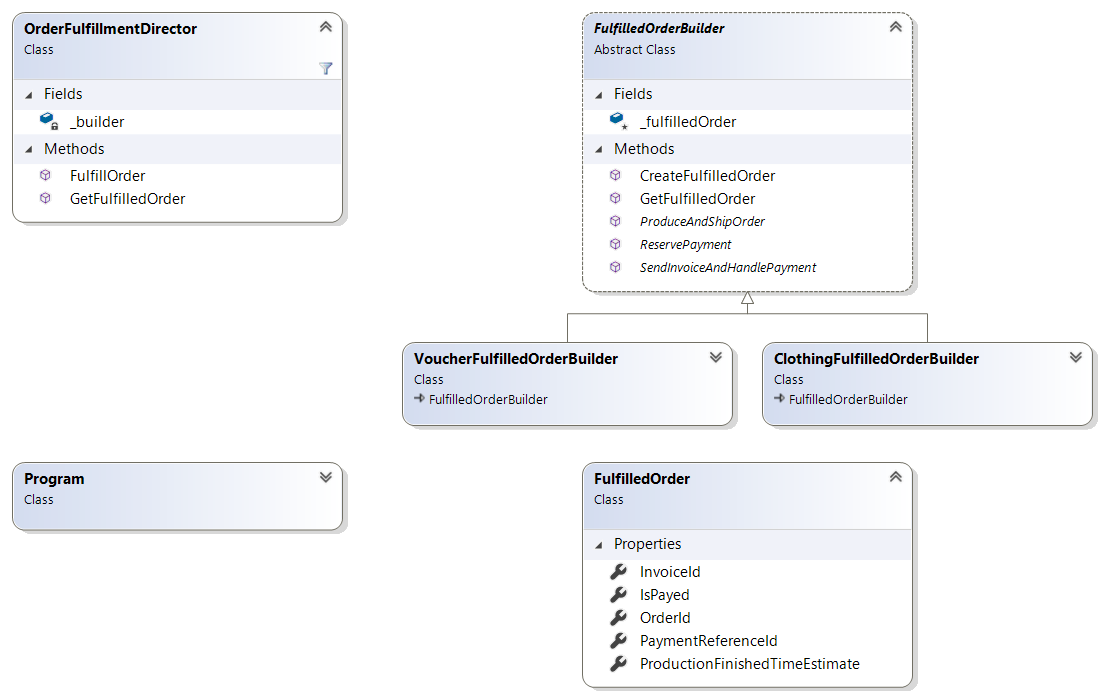 OrderFulfillmentDirector
Class
Fields
_builder
Methods
FulfillOrder
GetFulfilledOrder
FulfilledOrderBuilder
Abstract Class
Fields
_fulfilledOrder
Methods
CreateFulfilledOrder
GetFulfilledOrder
ProduceAndShipOrder
ReservePayment
SendInvoiceAndHandlePayment
VoucherFulfilledOrderBuilder
Class
FulfilledOrderBuilder
ClothingFulfilledOrderBuilder
Class
FulfilledOrderBuilder
Program
Class
FulfilledOrder
Class
Properties
InvoiceId
IsPayed
OrderId
PaymentReferenceId
ProductionFinishedTimeEstimate